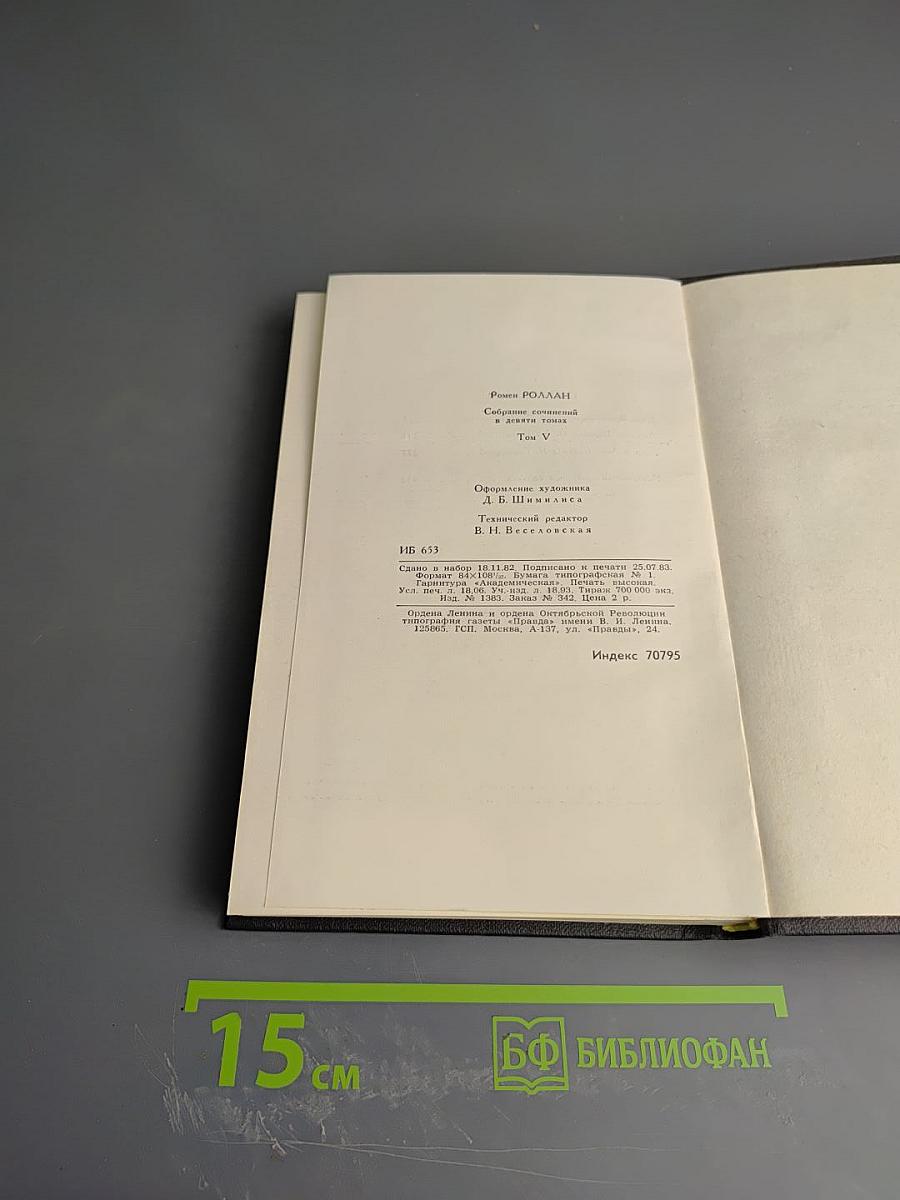 Ромен РОЛЛАН
Собрание сочинений
в девяти томах
Том V
Оформление художника
Д. Б. Шимилиса
Технический редактор
В. Н. Веселовская
ИБ 653
Сдано в набор 18.11.82. Подписано к печати 25.07.83.
Формат 84×108¹/₃₂. Бумага типографская № 1.
Гарнитура «Академическая». Печать высокая.
Усл. печ. л. 18,06. Уч.-изд. л. 18,93. Тираж 700 000 экз.
Изд. № 1383. Заказ № 342. Цена 2 р.
Ордена Ленина и ордена Октябрьской Революции
типография газеты «Правда» имени В. И. Ленина.
125865, ГСП, Москва, А-137, ул. «Правды», 24.
Индекс 70795
15 см
БФ БИБЛИОФАН